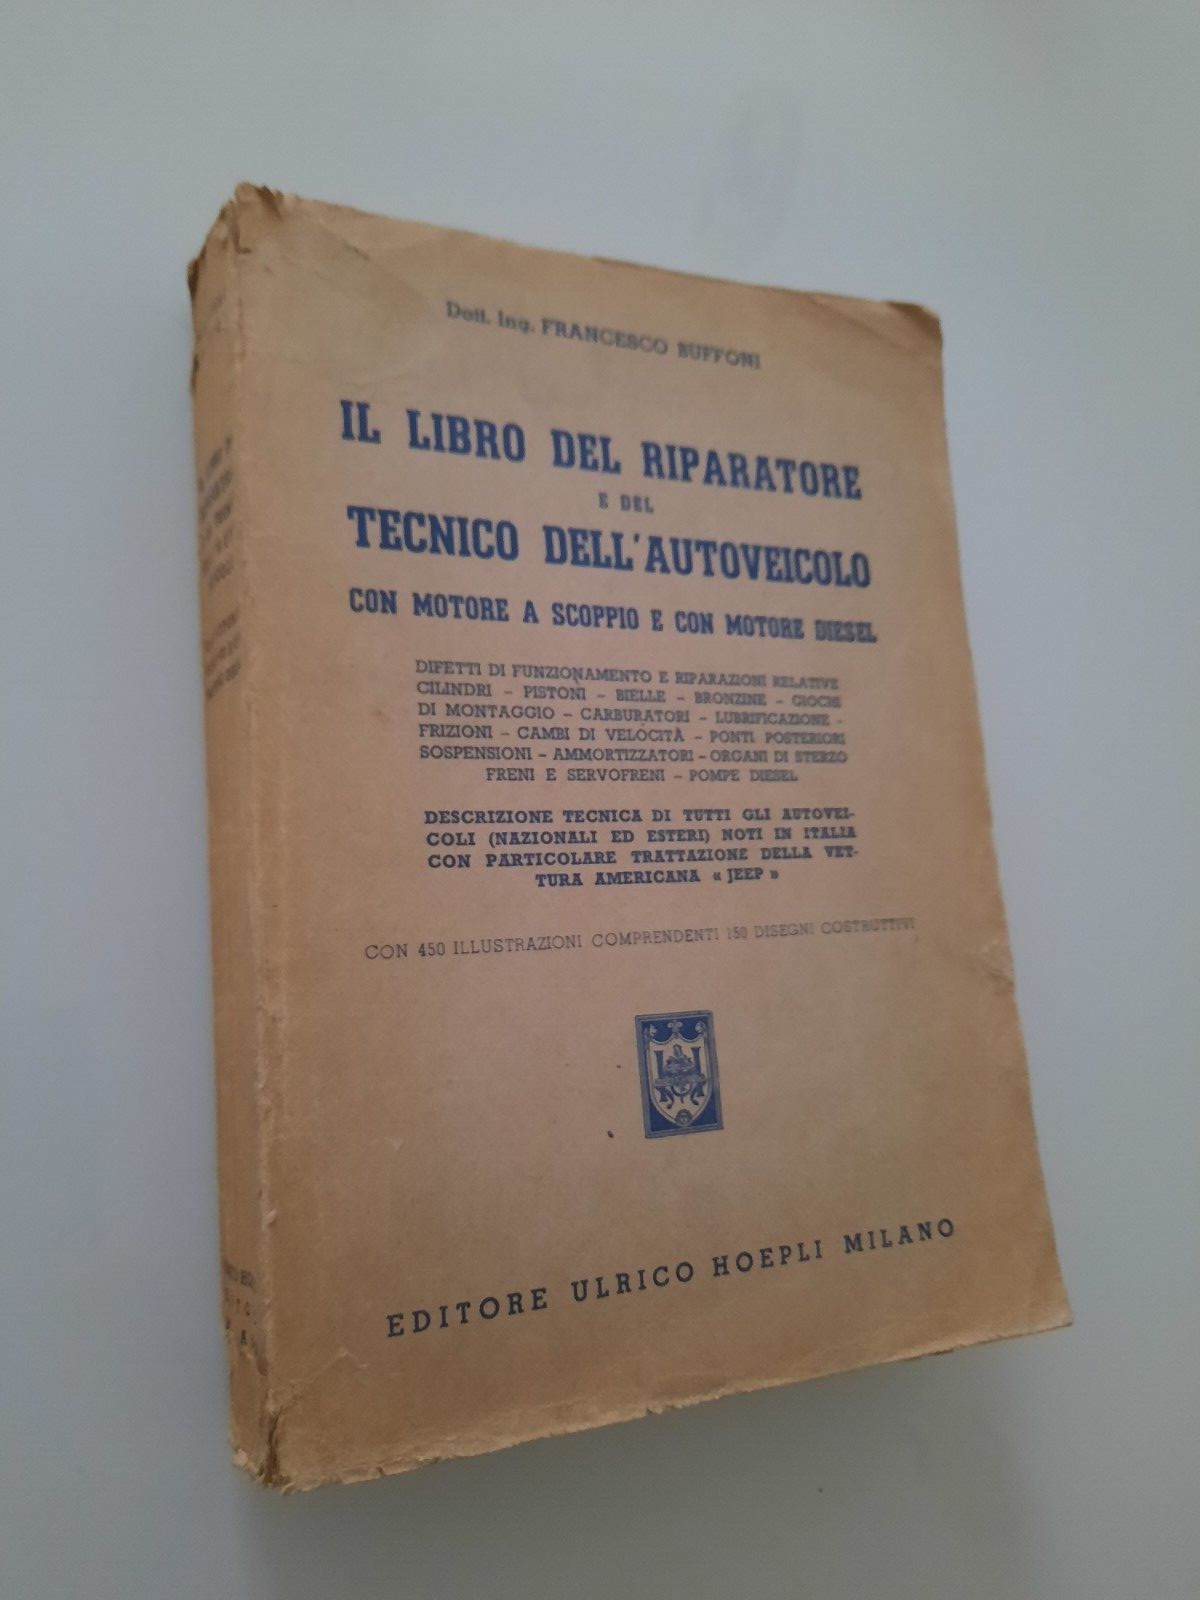 Dott. Ing. FRANCESCO BUFFONI
IL LIBRO DEL RIPARATORE
E DEL
TECNICO DELL'AUTOVEICOLO
CON MOTORE A SCOPPIO E CON MOTORE DIESEL
DIFETTI DI FUNZIONAMENTO E RIPARAZIONI RELATIVE
CILINDRI - PISTONI - BIELLE - BRONZINE - GIOCHI
DI MONTAGGIO - CARBURATORI - LUBRIFICAZIONE -
FRIZIONI - CAMBI DI VELOCITÀ - PONTI POSTERIORI
SOSPENSIONI - AMMORTIZZATORI - ORGANI DI STERZO
FRENI E SERVOFRENI - POMPE DIESEL
DESCRIZIONE TECNICA DI TUTTI GLI AUTOVEI-
COLI (NAZIONALI ED ESTERI) NOTI IN ITALIA
CON PARTICOLARE TRATTAZIONE DELLA VET-
TURA AMERICANA « JEEP »
CON 450 ILLUSTRAZIONI COMPRENDENTI 150 DISEGNI COSTRUTTIVI
EDITORE ULRICO HOEPLI MILANO